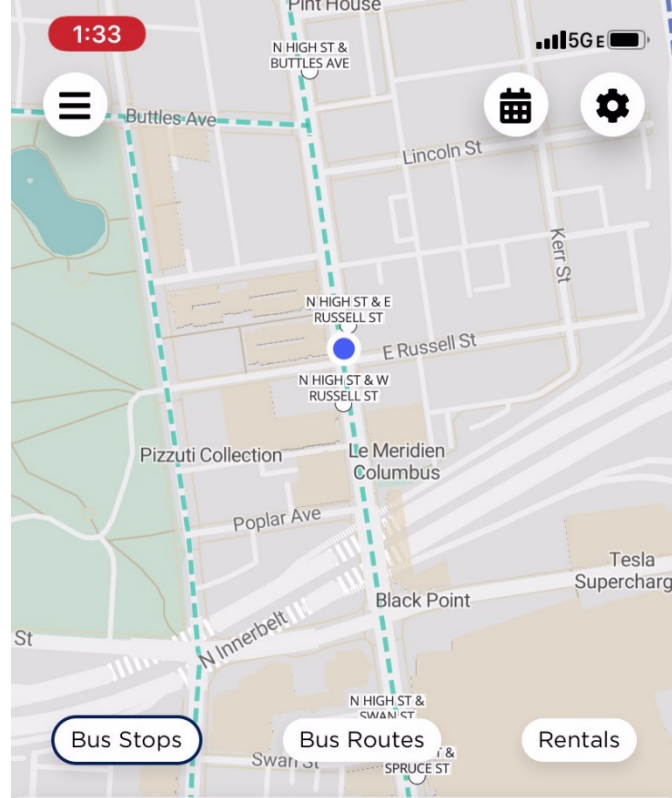 Pint House
1:33
5G E
N HIGH ST &
BUTTLES AVE
Buttles Ave
Lincoln St
Kerr St
N HIGH ST & E
RUSSELL ST
E Russell St
N HIGH ST & W
RUSSELL ST
Pizzuti Collection
Le Meridien
Columbus
Poplar Ave
Tesla
Supercharg
Black Point
St
N Innerbelt
N HIGH ST &
SWAN ST
Bus Stops
Bus Routes
Rentals
&
Swan St
SPRUCE ST